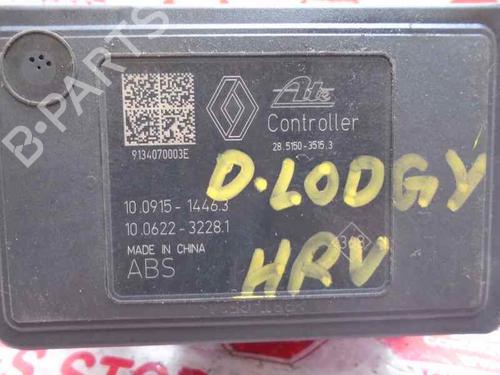 Ate
Controller
28.5150-3515.3
9134070003E
D.LODGY
10.0915-1446.3
10.0622-3228.1
MADE IN CHINA
ABS
HRV
B-PARTS